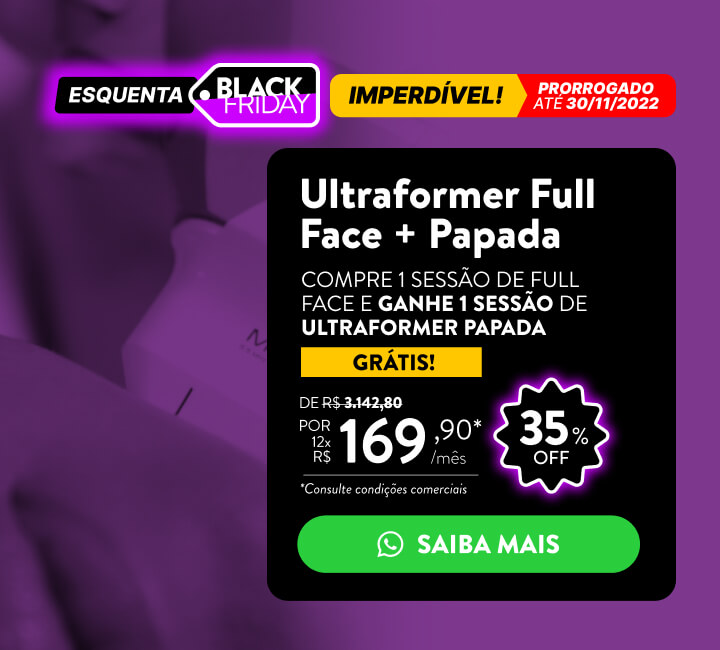 ESQUENTA
BLACK
FRIDAY
IMPERDÍVEL!
PRORROGADO
ATÉ 30/11/2022
Ultraformer Full
Face + Papada
COMPRE 1 SESSÃO DE FULL
FACE E GANHE 1 SESSÃO DE
ULTRAFORMER PAPADA
GRÁTIS!
DE R$ 3.142,80
POR
12x
R$
169,90*
/mês
35%
OFF
*Consulte condições comerciais
SAIBA MAIS